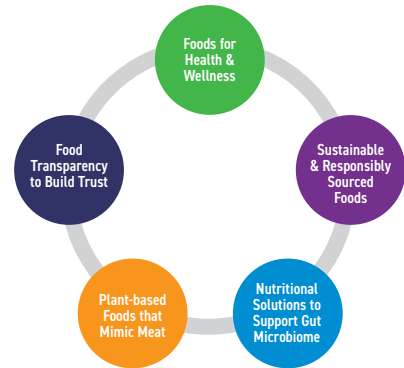 Foods for
Health &
Wellness
Sustainable
& Responsibly
Sourced
Foods
Nutritional
Solutions to
Support Gut
Microbiome
Plant-based
Foods that
Mimic Meat
Food
Transparency
to Build Trust